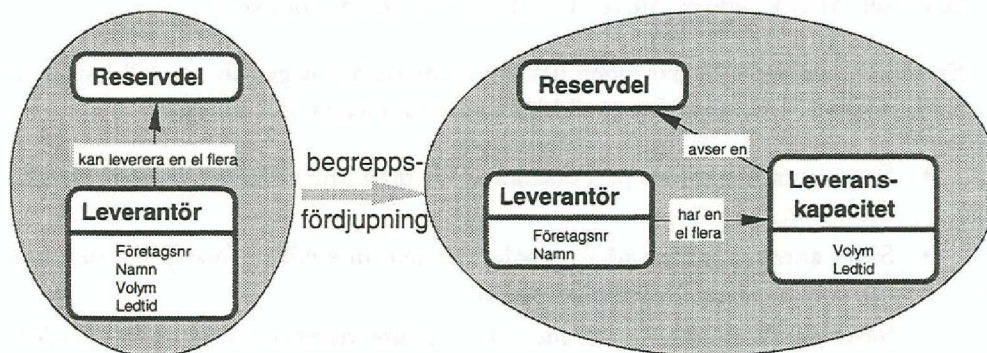 Reservdel
kan leverera en el flera
Leverantör
Företagsnr
Namn
Volym
Ledtid
begrepps-
fördjupning
Reservdel
avser en
Leverantör
Företagsnr
Namn
har en
el flera
Leverans-
kapacitet
Volym
Ledtid